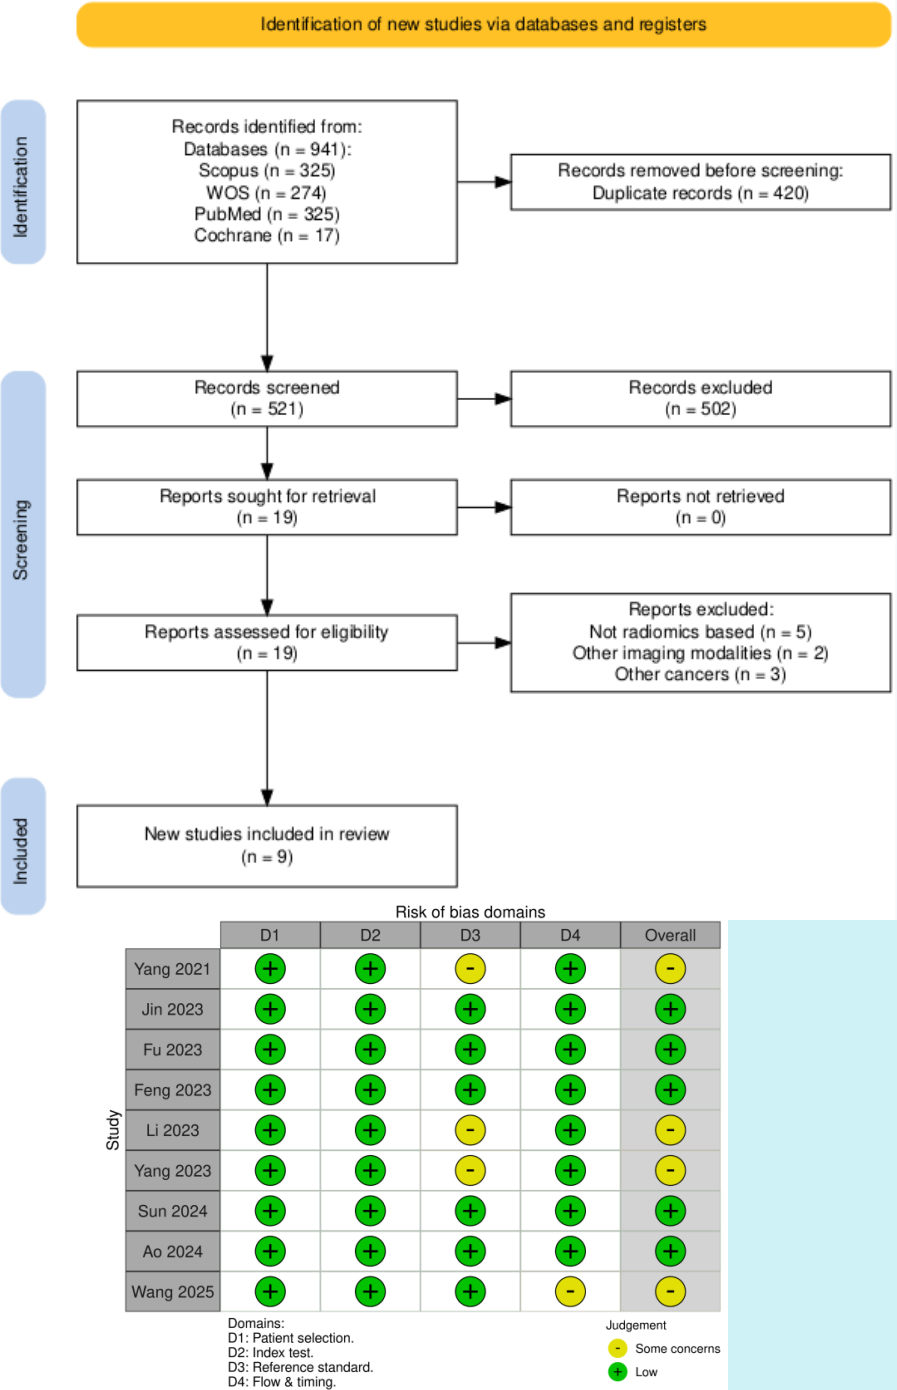 Identification of new studies via databases and registers
Identification
Records identified from:
Databases (n = 941):
Scopus (n = 325)
WOS (n = 274)
PubMed (n = 325)
Cochrane (n = 17)
Records removed before screening:
Duplicate records (n = 420)
Screening
Records screened
(n = 521)
Records excluded
(n = 502)
Reports sought for retrieval
(n = 19)
Reports not retrieved
(n = 0)
Reports assessed for eligibility
(n = 19)
Reports excluded:
Not radiomics based (n = 5)
Other imaging modalities (n = 2)
Other cancers (n = 3)
Included
New studies included in review
(n = 9)
Risk of bias domains
D1 D2 D3 D4 Overall
Study
Yang 2021 + + - + -
Jin 2023 + + + + +
Fu 2023 + + + + +
Feng 2023 + + + + +
Li 2023 + + - + -
Yang 2023 + + - + -
Sun 2024 + + + + +
Ao 2024 + + + + +
Wang 2025 + + + - -
Domains:
D1: Patient selection.
D2: Index test.
D3: Reference standard.
D4: Flow & timing.
Judgement
- Some concerns
+ Low